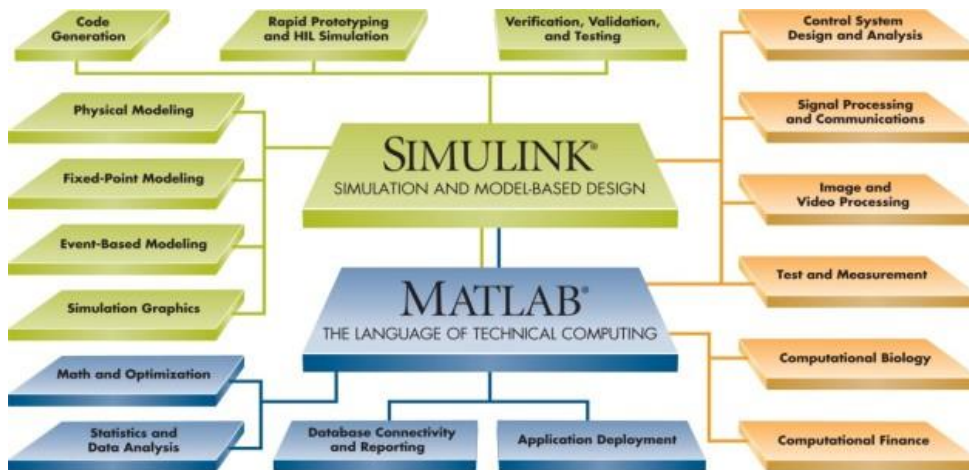 Code
Generation
Rapid Prototyping
and HIL Simulation
Verification, Validation,
and Testing
Control System
Design and Analysis
Physical Modeling
Signal Processing
and Communications
SIMULINK®
SIMULATION AND MODEL-BASED DESIGN
Fixed-Point Modeling
Image and
Video Processing
Event-Based Modeling
Test and Measurement
Simulation Graphics
MATLAB®
THE LANGUAGE OF TECHNICAL COMPUTING
Math and Optimization
Computational Biology
Statistics and
Data Analysis
Database Connectivity
and Reporting
Application Deployment
Computational Finance